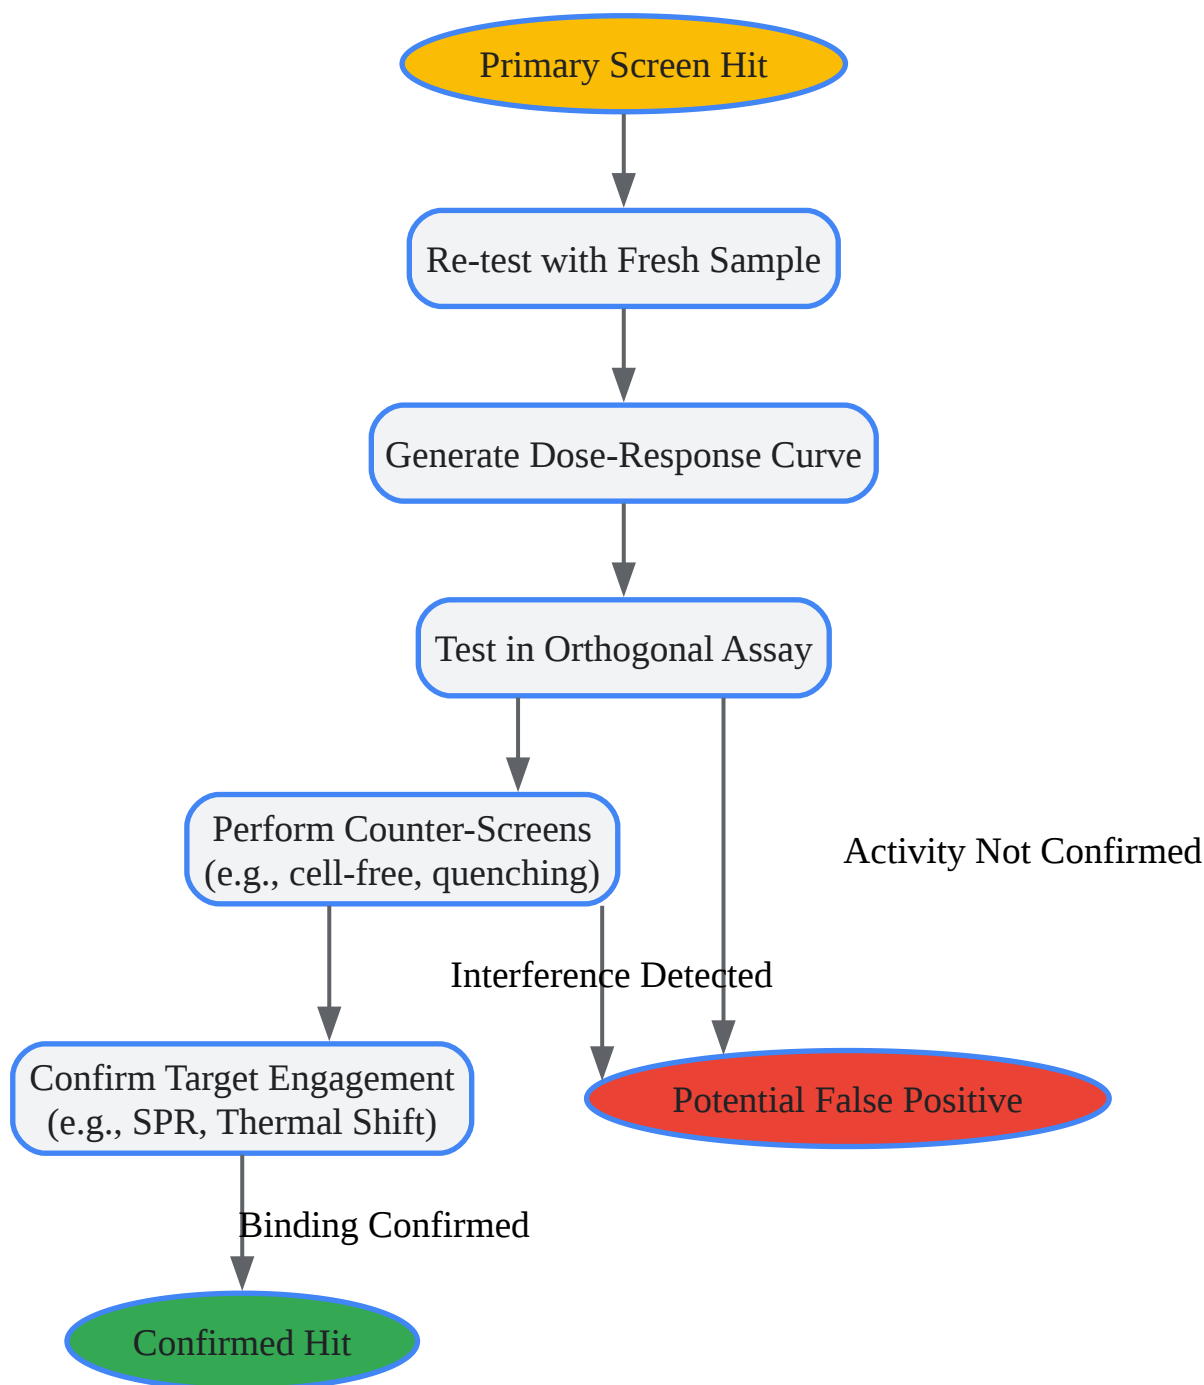 Primary Screen Hit
Re-test with Fresh Sample
Generate Dose-Response Curve
Test in Orthogonal Assay
Perform Counter-Screens
(e.g., cell-free, quenching)
Activity Not Confirmed
Interference Detected
Confirm Target Engagement
(e.g., SPR, Thermal Shift)
Potential False Positive
Binding Confirmed
Confirmed Hit